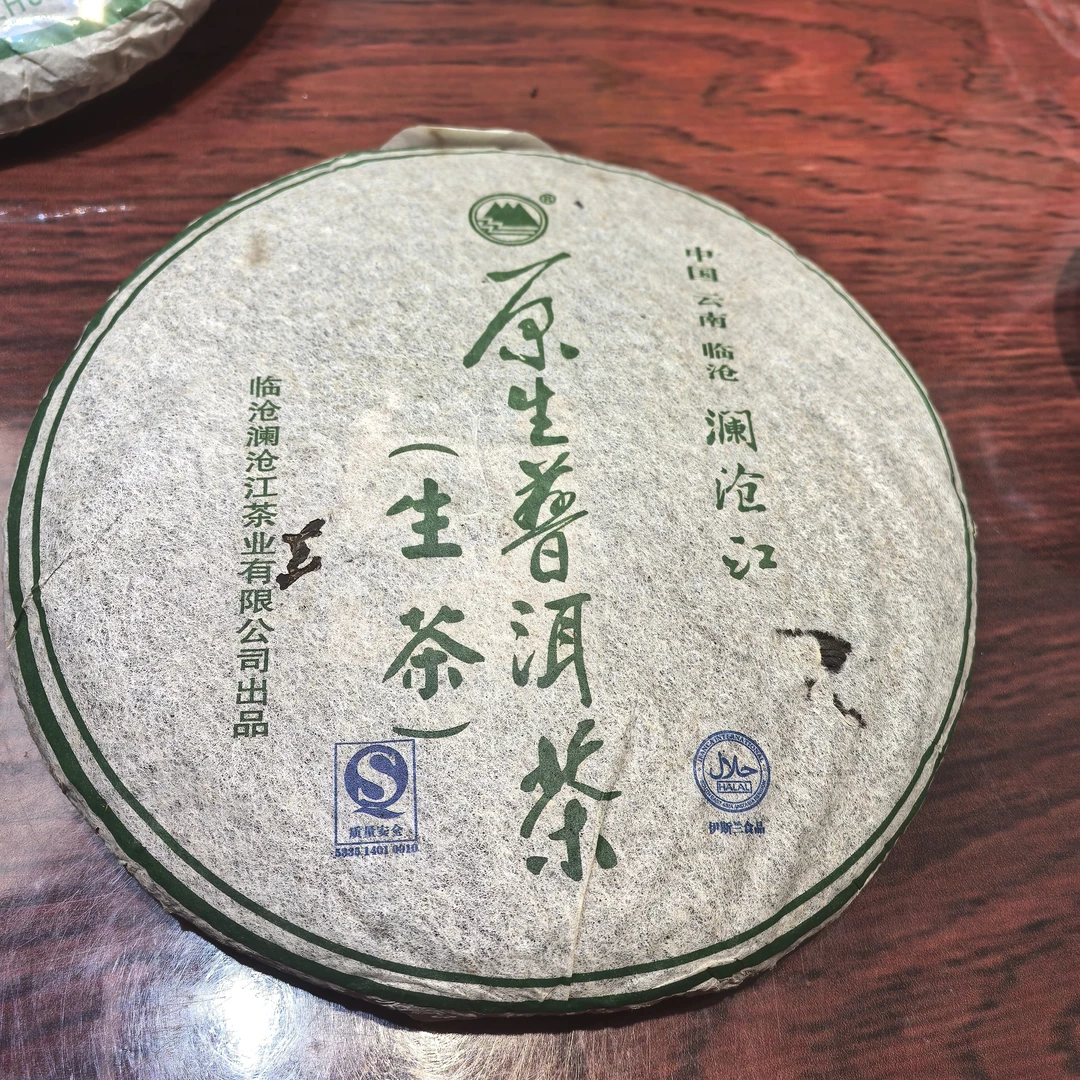 ®
中国 云南 临沧 澜沧江
原生普洱茶
（生茶）
临沧澜沧江茶业有限公司出品
质量安全
حلال
HALAL
伊斯兰食品